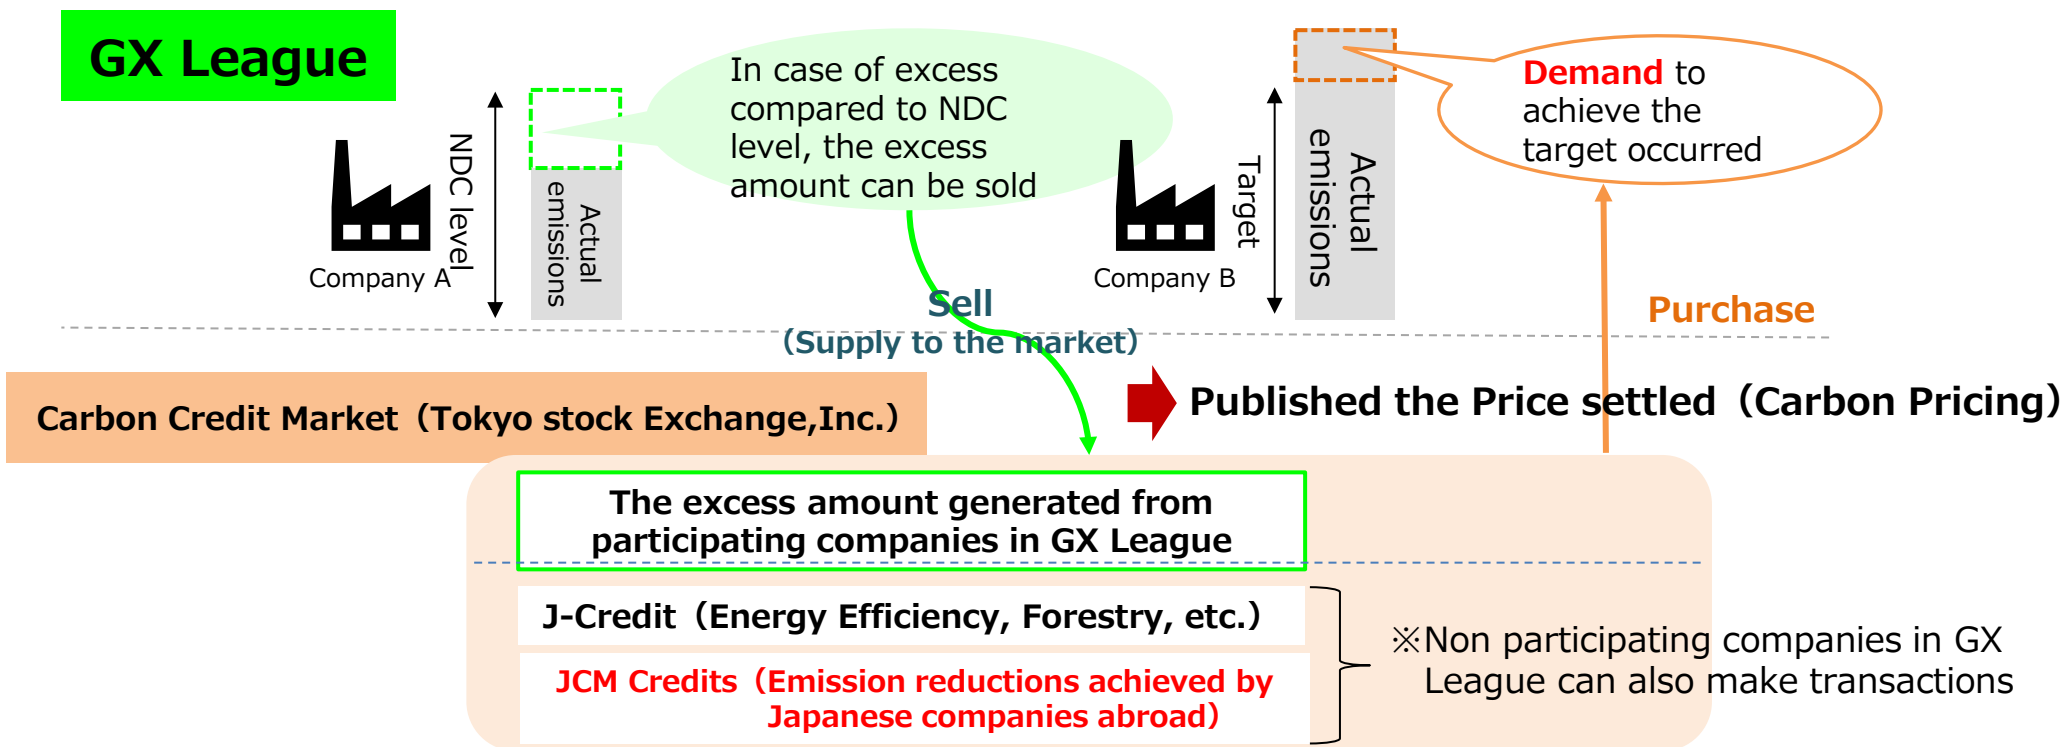 GX League
In case of excess
compared to NDC
level, the excess
amount can be sold
Demand to
achieve the
target occurred
NDC level
Actual
emissions
Company A
Target
Actual
emissions
Company B
Sell
（Supply to the market）
Purchase
Carbon Credit Market（Tokyo stock Exchange,Inc.）
Published the Price settled（Carbon Pricing）
The excess amount generated from
participating companies in GX League
J-Credit（Energy Efficiency, Forestry, etc.）
JCM Credits（Emission reductions achieved by
Japanese companies abroad）
※Non participating companies in GX
League can also make transactions